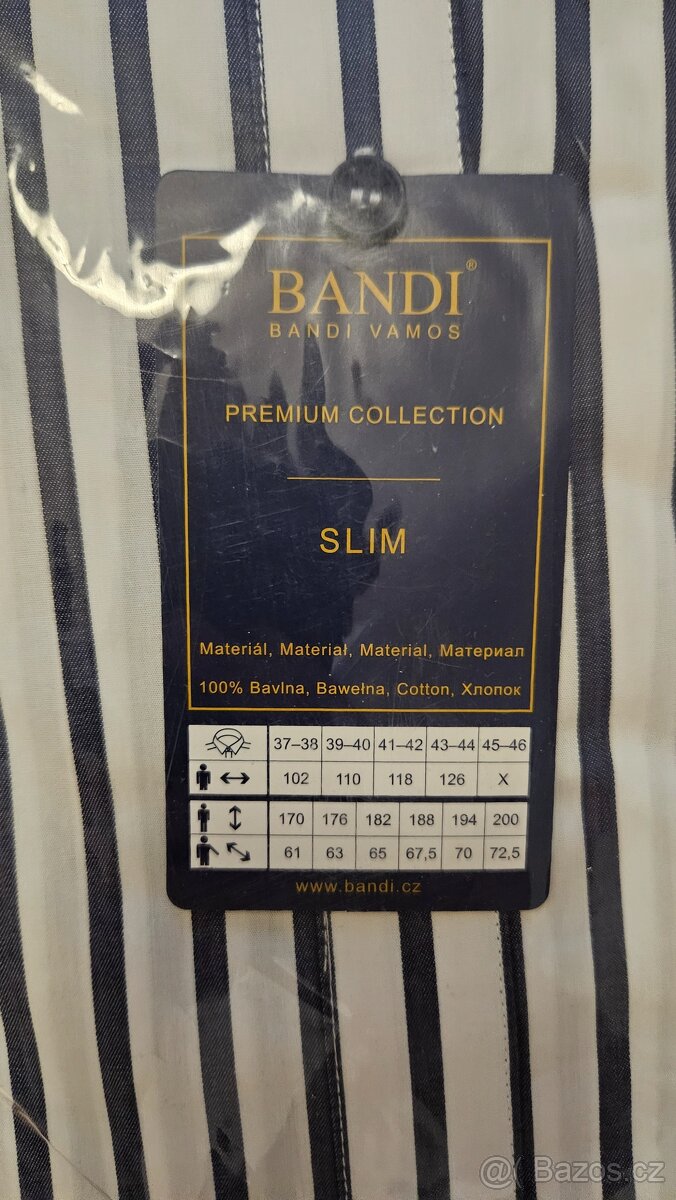 BANDI®
BANDI VAMOS
PREMIUM COLLECTION
SLIM
Materiál, Materiał, Material, Материал
100% Bavlna, Bawełna, Cotton, Хлопок
37–38 39–40 41–42 43–44 45–46
102 110 118 126 X
170 176 182 188 194 200
61 63 65 67,5 70 72,5
www.bandi.cz
@( Bazos.cz